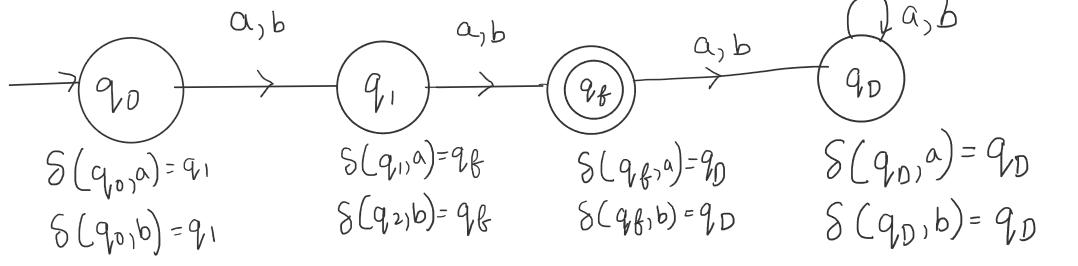 a,b a,b a,b a,b
q0 q1 qf qD
δ(q0,a)=q1 δ(q1,a)=qf δ(qf,a)=qD δ(qD,a)=qD
δ(q0,b)=q1 δ(q2,b)=qf δ(qf,b)=qD δ(qD,b)=qD